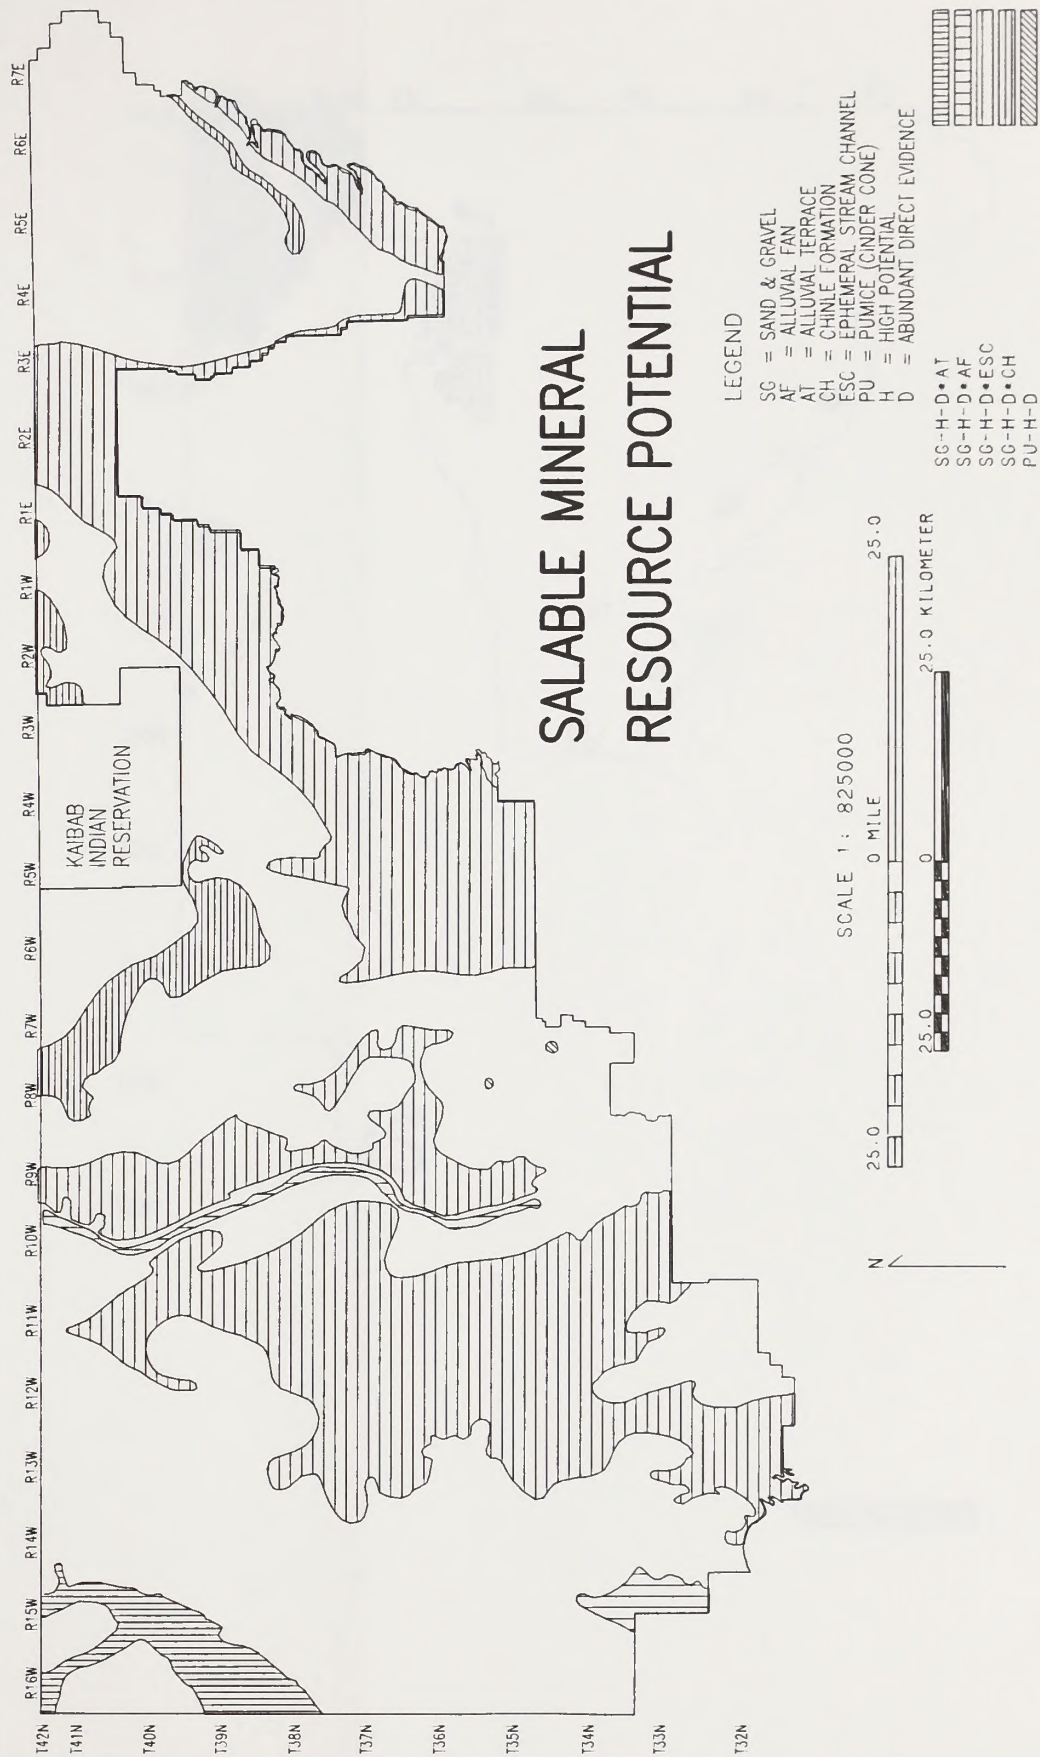 R16W
R15W
R14W
R13W
R12W
R11W
R10W
R9W
R8W
R7W
R6W
R5W
R4W
R3W
R2W
R1W
R1E
R2E
R3E
R4E
R5E
R6E
R7E
T42N
T41N
T40N
T39N
T38N
T37N
T36N
T35N
T34N
T33N
T32N
KAIBAB
INDIAN
RESERVATION
SALABLE MINERAL
RESOURCE POTENTIAL
LEGEND
SG = SAND & GRAVEL
AF = ALLUVIAL FAN
AT = ALLUVIAL TERRACE
CH = CHINLE FORMATION
ESC = EPHEMERAL STREAM CHANNEL
PU = PUMICE (CINDER CONE)
H = HIGH POTENTIAL
D = ABUNDANT DIRECT EVIDENCE
SG-H-D•AT
SG-H-D•AF
SG-H-D•ESC
SG-H-D•CH
PU-H-D
SCALE 1: 825000
25.0 0 MILE 25.0
25.0 0 25.0 KILOMETER
N